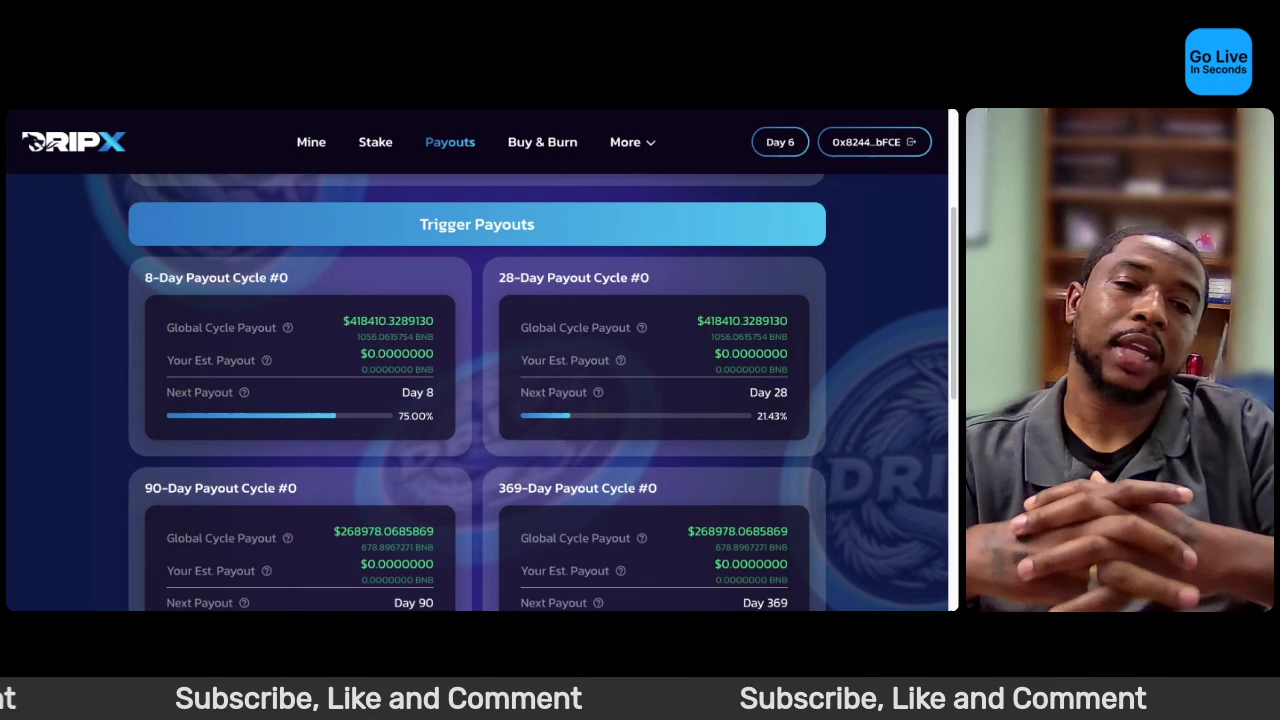 Go Live
In Seconds
DRIPX
Mine Stake Payouts Buy & Burn More Day 6 0x8244...bFCE
Trigger Payouts
8-Day Payout Cycle #0
Global Cycle Payout $418410.3289130
1056.0615754 BNB
Your Est. Payout $0.0000000
0.0000000 BNB
Next Payout Day 8
75.00%
28-Day Payout Cycle #0
Global Cycle Payout $418410.3289130
1056.0615754 BNB
Your Est. Payout $0.0000000
0.0000000 BNB
Next Payout Day 28
21.43%
90-Day Payout Cycle #0
Global Cycle Payout $268978.0685869
678.8967271 BNB
Your Est. Payout $0.0000000
0.0000000 BNB
Next Payout Day 90
369-Day Payout Cycle #0
Global Cycle Payout $268978.0685869
678.8967271 BNB
Your Est. Payout $0.0000000
0.0000000 BNB
Next Payout Day 369
DRI
nt Subscribe, Like and Comment Subscribe, Like and Comment